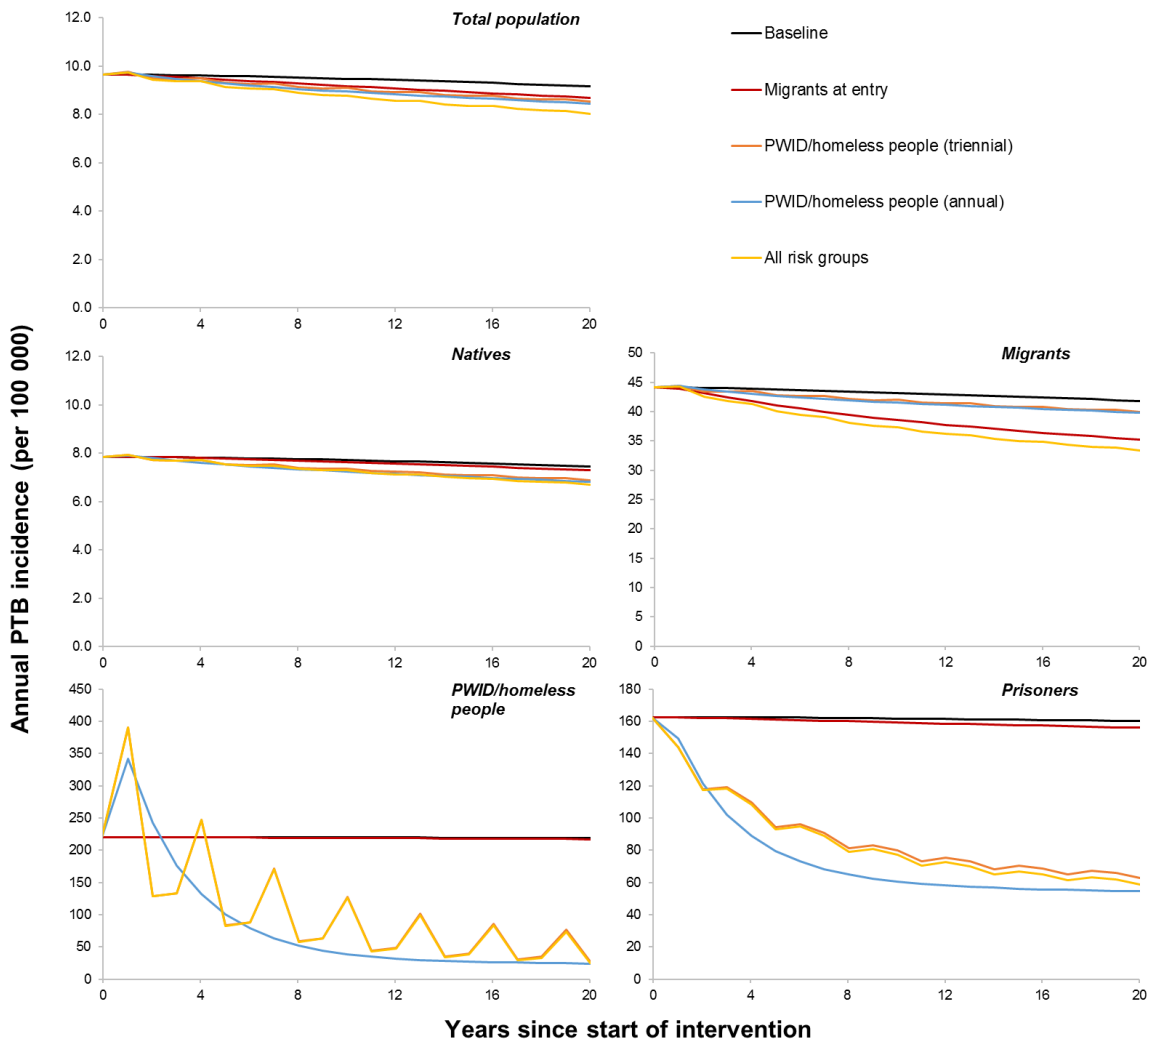 Total population
12.0
10.0
8.0
6.0
4.0
2.0
0.0
0 4 8 12 16 20
Baseline
Migrants at entry
PWID/homeless people (triennial)
PWID/homeless people (annual)
All risk groups
Annual PTB incidence (per 100 000)
Natives
12.0
10.0
8.0
6.0
4.0
2.0
0.0
0 4 8 12 16 20
Migrants
50
45
40
35
30
25
20
15
10
5
0
0 4 8 12 16 20
PWID/homeless
people
450
400
350
300
250
200
150
100
50
0
0 4 8 12 16 20
Prisoners
180
160
140
120
100
80
60
40
20
0
0 4 8 12 16 20
Years since start of intervention